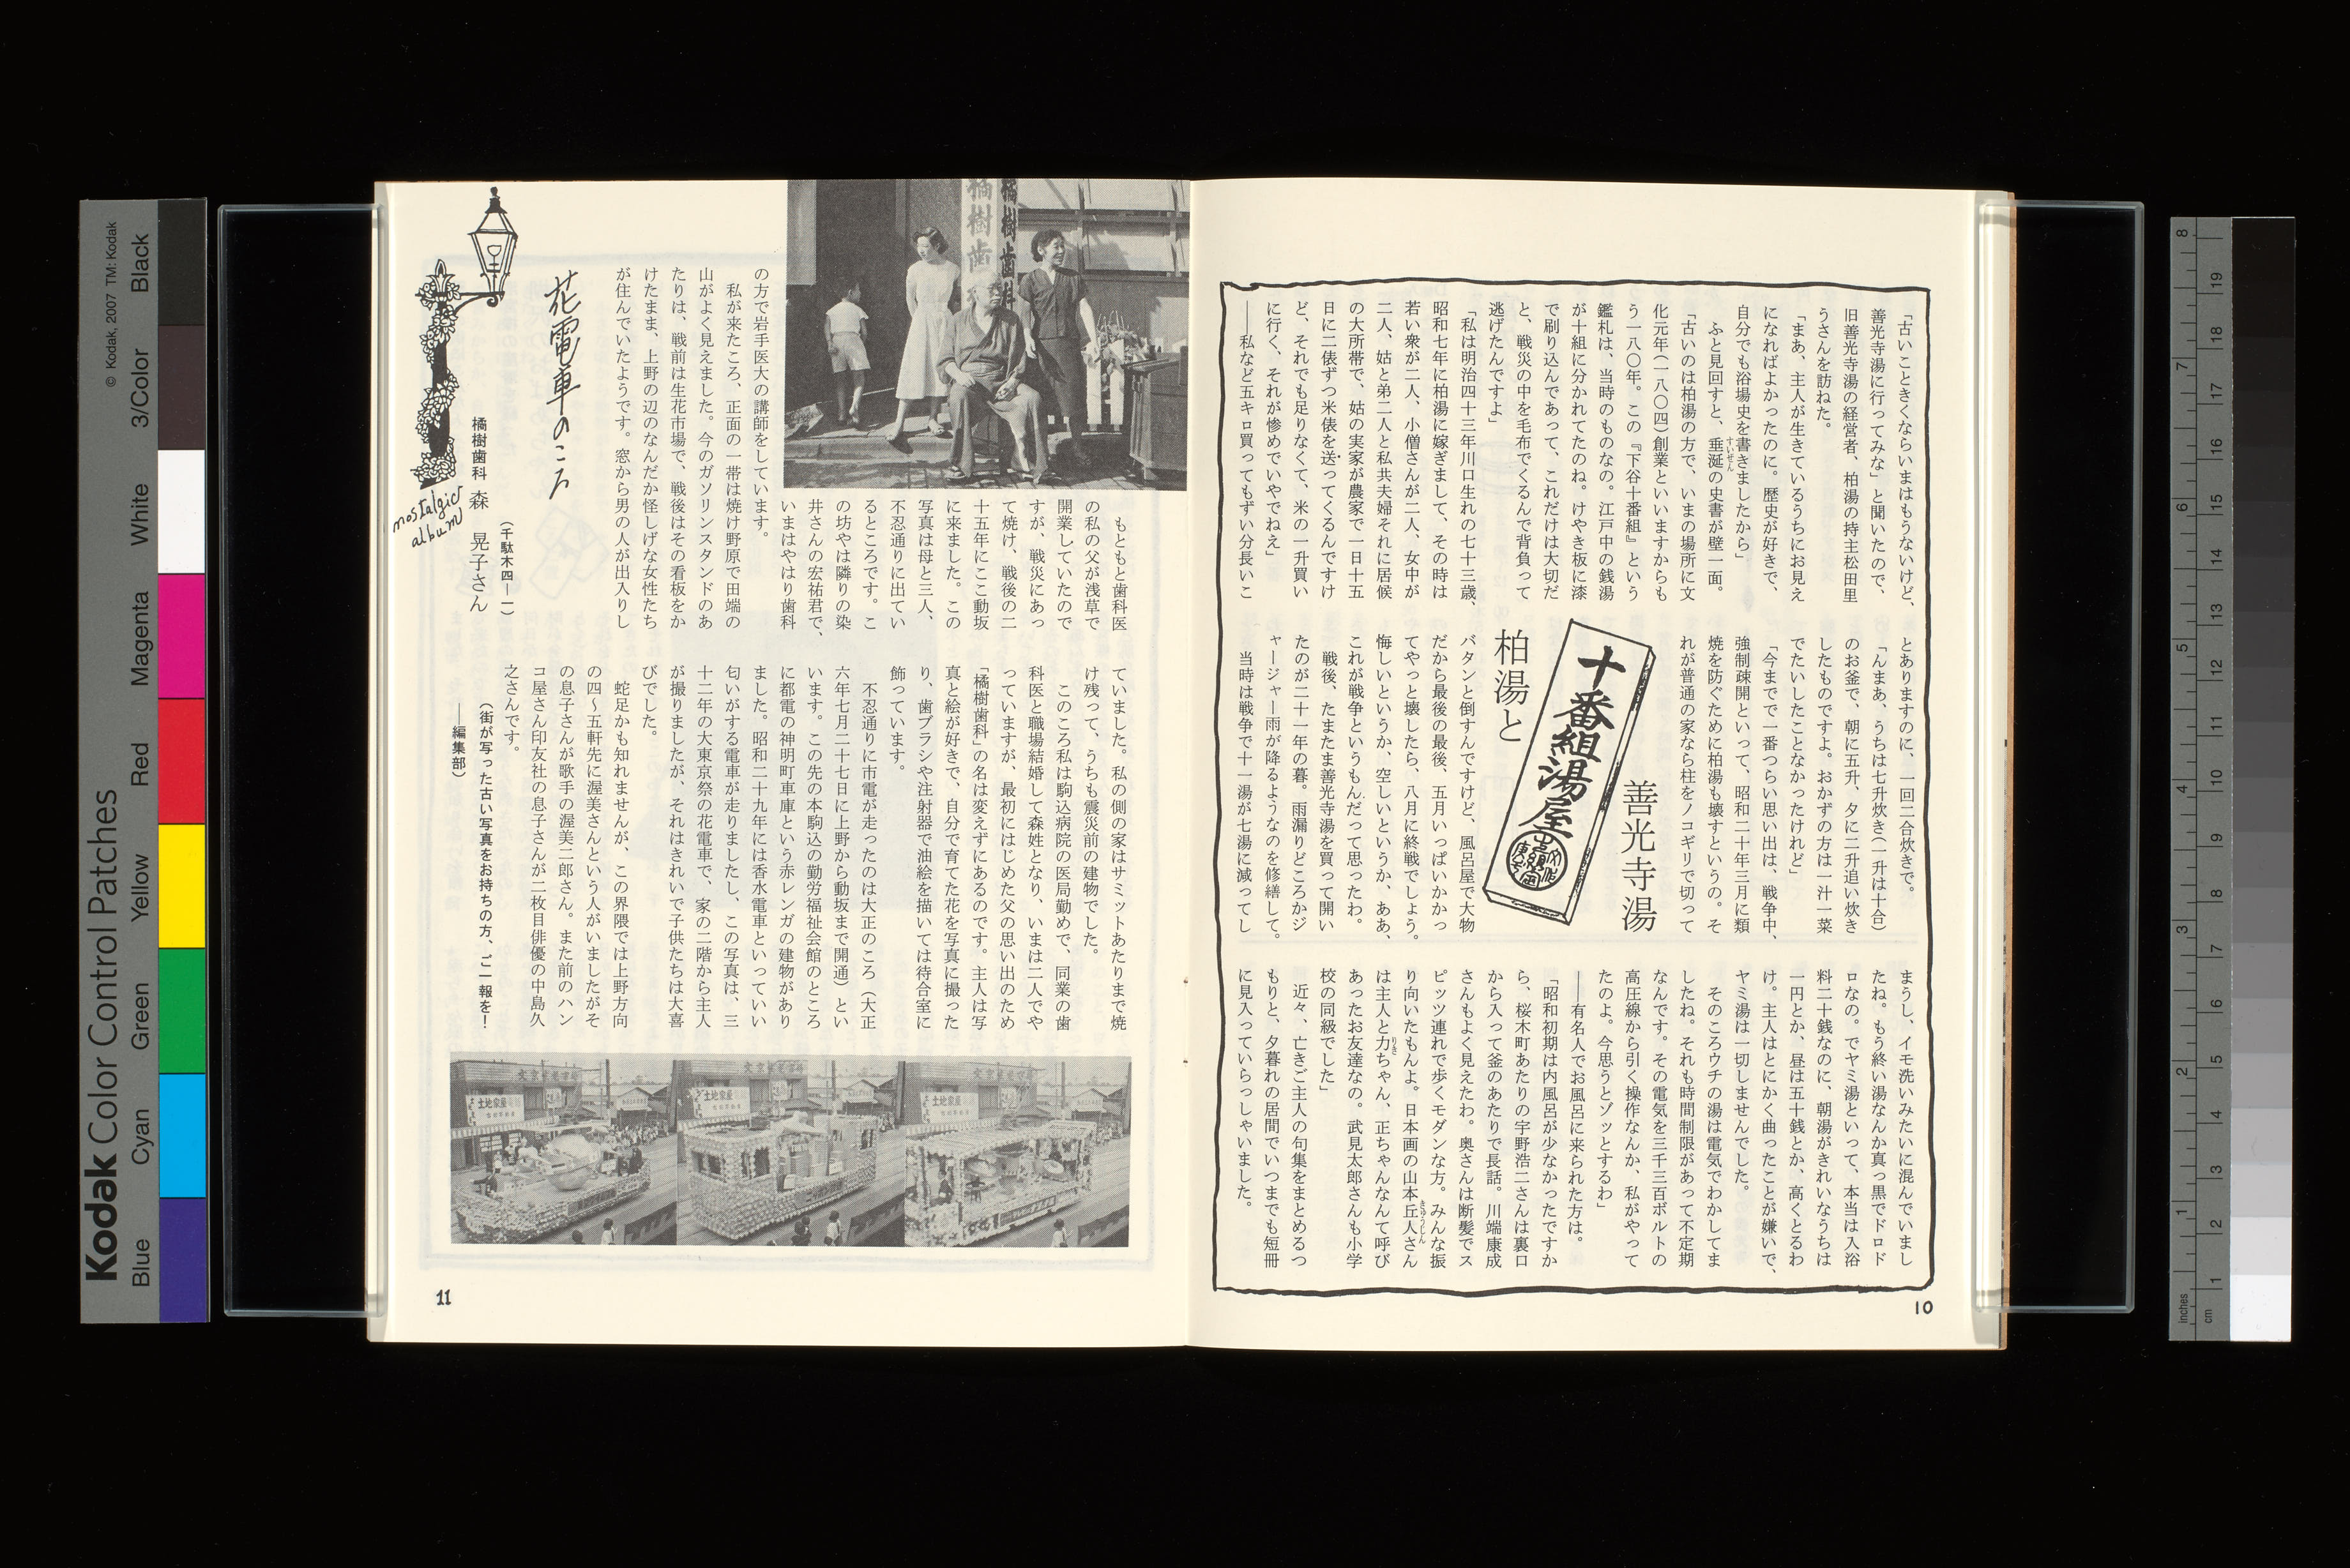 「古いこときくならいまはもうないけど、
善光寺湯に行ってみな」と聞いたので、
旧善光寺湯の経営者、柏湯の持主松田里
うさんを訪ねた。
「まあ、主人が生きているうちにお見え
になればよかったのに。歴史が好きで、
自分でも浴場史を書きましたから」
ふと見回すと、垂涎の史書が壁一面。
すいぜん
「古いのは柏湯の方で、いまの場所に文
化元年(一八〇四)創業といいますからも
う一八〇年。この『下谷十番組』という
鑑札は、当時のものなの。江戸中の銭湯
が十組に分かれてたのね。けやき板に漆
で刷り込んであって、これだけは大切だ
と、戦災の中を毛布でくるんで背負って
逃げたんですよ」
「私は明治四十三年川口生れの七十三歳、
昭和七年に柏湯に嫁ぎまして、その時は
若い衆が二人、小僧さんが二人、女中が
二人、姑と弟二人と私共夫婦それに居候
の大所帯で、姑の実家が農家で一日十五
日に二俵ずつ米俵を送ってくるんですけ
ど、それでも足りなくて、米の一升買い
に行く、それが惨めでいやでねえ」
──私など五キロ買ってもずい分長いこ
とありますのに、一回二合炊きで。
「んまあ、うちは七升炊き(一升は十合)
のお釜で、朝に五升、夕に二升追い炊き
したものですよ。おかずの方は一汁一菜
でたいしたことなかったけれど」
「今までで一番つらい思い出は、戦争中、
強制疎開といって、昭和二十年三月に類
焼を防ぐために柏湯も壊すというの。そ
れが普通の家なら柱をノコギリで切って
善光寺湯
十番組湯屋
柏湯と
バタンと倒すんですけど、風呂屋で大物
だから最後の最後、五月いっぱいかかっ
てやっと壊したら、八月に終戦でしょう。
悔しいというか、空しいというか、ああ、
これが戦争というもんだって思ったわ。
戦後、たまたま善光寺湯を買って開い
たのが二十一年の暮。雨漏りどころかジ
ャージャー雨が降るようなのを修繕して。
当時は戦争で十一湯が七湯に減ってし
まうし、イモ洗いみたいに混んでいまし
たね。もう終い湯なんか真っ黒でドロド
ロなの。でヤミ湯といって、本当は入浴
料二十銭なのに、朝湯がきれいなうちは
一円とか、昼は五十銭とか、高くとるわ
け。主人はとにかく曲ったことが嫌いで、
ヤミ湯は一切しませんでした。
そのころウチの湯は電気でわかしてま
したね。それも時間制限があって不定期
なんです。その電気を三千三百ボルトの
高圧線から引く操作なんか、私がやって
たのよ。今思うとゾッとするわ」
──有名人でお風呂に来られた方は。
「昭和初期は内風呂が少なかったですか
ら、桜木町あたりの宇野浩二さんは裏口
から入って釜のあたりで長話。川端康成
さんもよく見えたわ。奥さんは断髪でス
ピッツ連れで歩くモダンな方。みんな振
り向いたもんよ。日本画の山本丘人さん
きゅうじん
は主人と力ちゃん、正ちゃんなんて呼び
りき
あったお友達なの。武見太郎さんも小学
校の同級でした」
近々、亡きご主人の句集をまとめるつ
もりと、夕暮れの居間でいつまでも短冊
に見入っていらっしゃいました。
10
橘樹歯科
橘樹歯
花電車のころ
橘樹歯科 森 晃子さん
(千駄木四─一)
nostalgic
album
もともと歯科医
の私の父が浅草で
開業していたので
すが、戦災にあっ
て焼け、戦後の二
十五年にここ動坂
に来ました。この
写真は母と三人、
不忍通りに出てい
るところです。こ
の坊やは隣りの染
井さんの宏祐君で、
いまはやはり歯科
の方で岩手医大の講師をしています。
私が来たころ、正面の一帯は焼け野原で田端の
山がよく見えました。今のガソリンスタンドのあ
たりは、戦前は生花市場で、戦後はその看板をか
けたまま、上野の辺のなんだか怪しげな女性たち
が住んでいたようです。窓から男の人が出入りし
ていました。私の側の家はサミットあたりまで焼
け残って、うちも震災前の建物でした。
このころ私は駒込病院の医局勤めで、同業の歯
科医と職場結婚して森姓となり、いまは二人でや
っていますが、最初にはじめた父の思い出のため
「橘樹歯科」の名は変えずにあるのです。主人は写
真と絵が好きで、自分で育てた花を写真に撮った
り、歯ブラシや注射器で油絵を描いては待合室に
飾っています。
不忍通りに市電が走ったのは大正のころ(大正
六年七月二十七日に上野から動坂まで開通)とい
います。この先の本駒込の勤労福祉会館のところ
に都電の神明町車庫という赤レンガの建物があり
ました。昭和二十九年には香水電車といっていい
匂いがする電車が走りましたし、この写真は、三
十二年の大東京祭の花電車で、家の二階から主人
が撮りましたが、それはきれいで子供たちは大喜
びでした。
蛇足かも知れませんが、この界隈では上野方向
の四〜五軒先に渥美さんという人がいましたがそ
の息子さんが歌手の渥美二郎さん。また前のハン
コ屋さん印友社の息子さんが二枚目俳優の中島久
之さんです。
(街が写った古い写真をお持ちの方、ご一報を!
──編集部)
土地家屋
土地家屋
土地家屋
11
Kodak Color Control Patches
© Kodak, 2007 TM: Kodak
Blue
Cyan
Green
Yellow
Red
Magenta
White
3/Color
Black
inches
1
2
3
4
5
6
7
8
cm
1
2
3
4
5
6
7
8
9
10
11
12
13
14
15
16
17
18
19